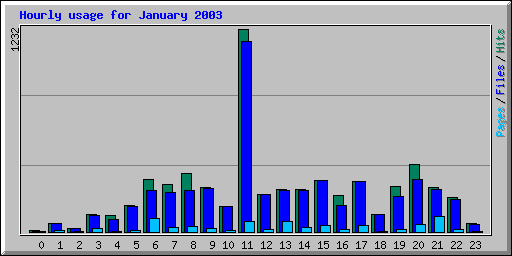 Hourly usage for January 2003
1232
Pages/Files/Hits
0 1 2 3 4 5 6 7 8 9 10 11 12 13 14 15 16 17 18 19 20 21 22 23